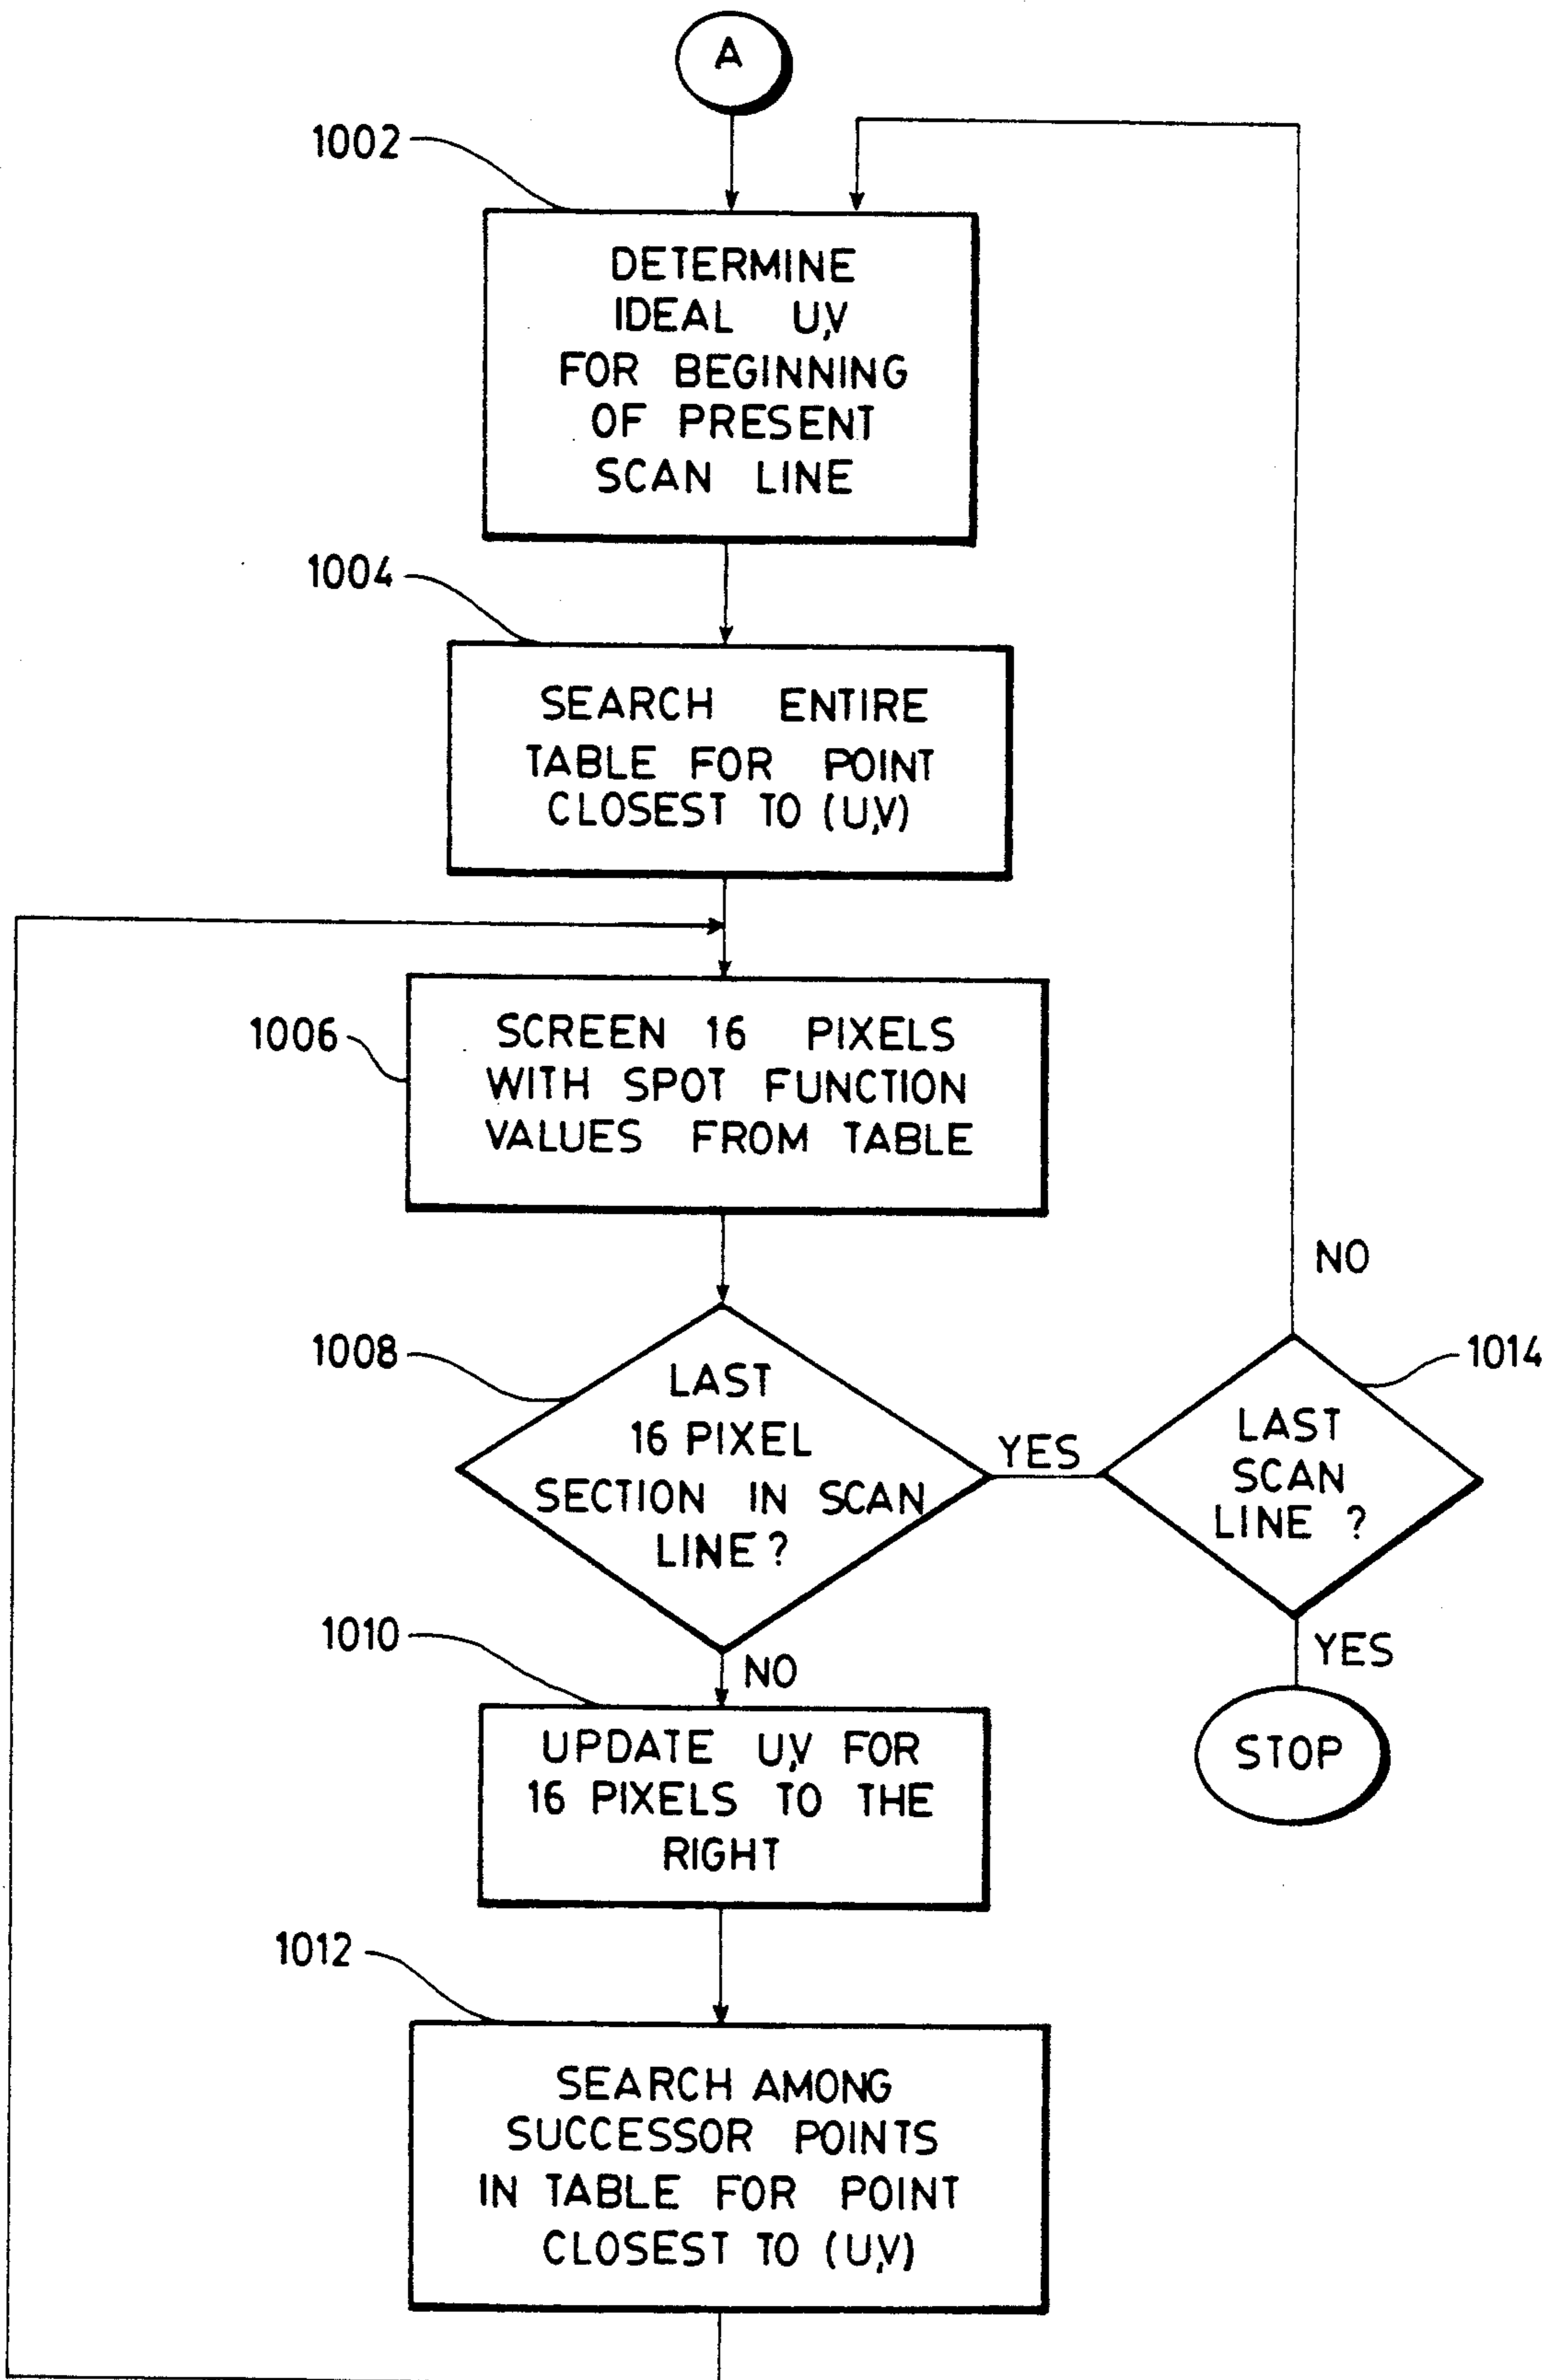 A
1002
DETERMINE
IDEAL U,V
FOR BEGINNING
OF PRESENT
SCAN LINE
1004
SEARCH ENTIRE
TABLE FOR POINT
CLOSEST TO (U,V)
1006
SCREEN 16 PIXELS
WITH SPOT FUNCTION
VALUES FROM TABLE
1008
LAST
16 PIXEL
SECTION IN SCAN
LINE?
YES
NO
1014
LAST
SCAN
LINE ?
NO
YES
STOP
1010
UPDATE U,V FOR
16 PIXELS TO THE
RIGHT
1012
SEARCH AMONG
SUCCESSOR POINTS
IN TABLE FOR POINT
CLOSEST TO (U,V)